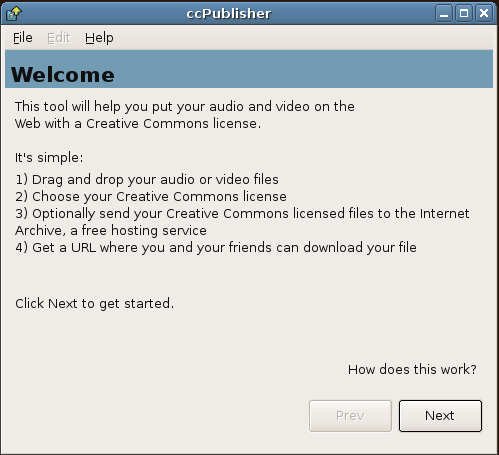 ccPublisher
File Edit Help
Welcome
This tool will help you put your audio and video on the
Web with a Creative Commons license.
It's simple:
1) Drag and drop your audio or video files
2) Choose your Creative Commons license
3) Optionally send your Creative Commons licensed files to the Internet
Archive, a free hosting service
4) Get a URL where you and your friends can download your file
Click Next to get started.
How does this work?
Prev Next